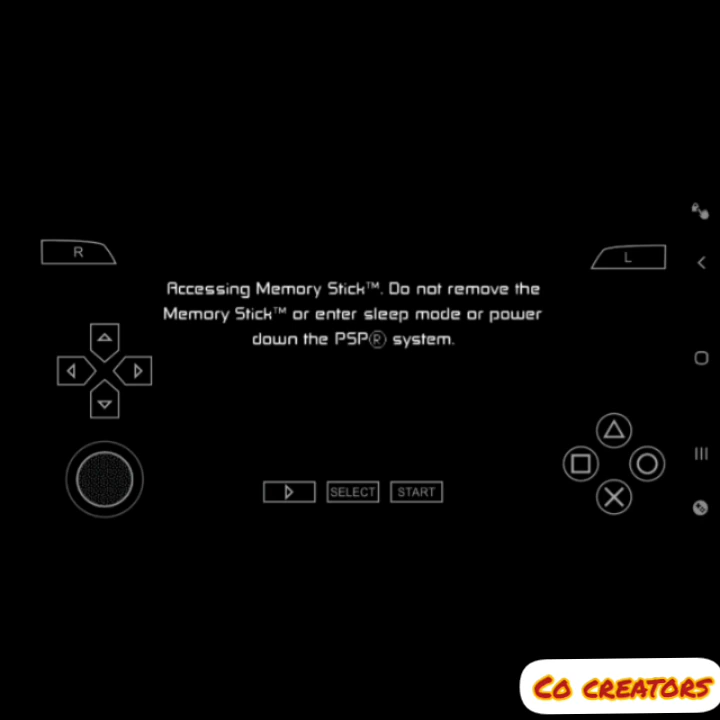 R
L
Accessing Memory Stick™. Do not remove the
Memory Stick™ or enter sleep mode or power
down the PSP® system.
SELECT
START
Co creators